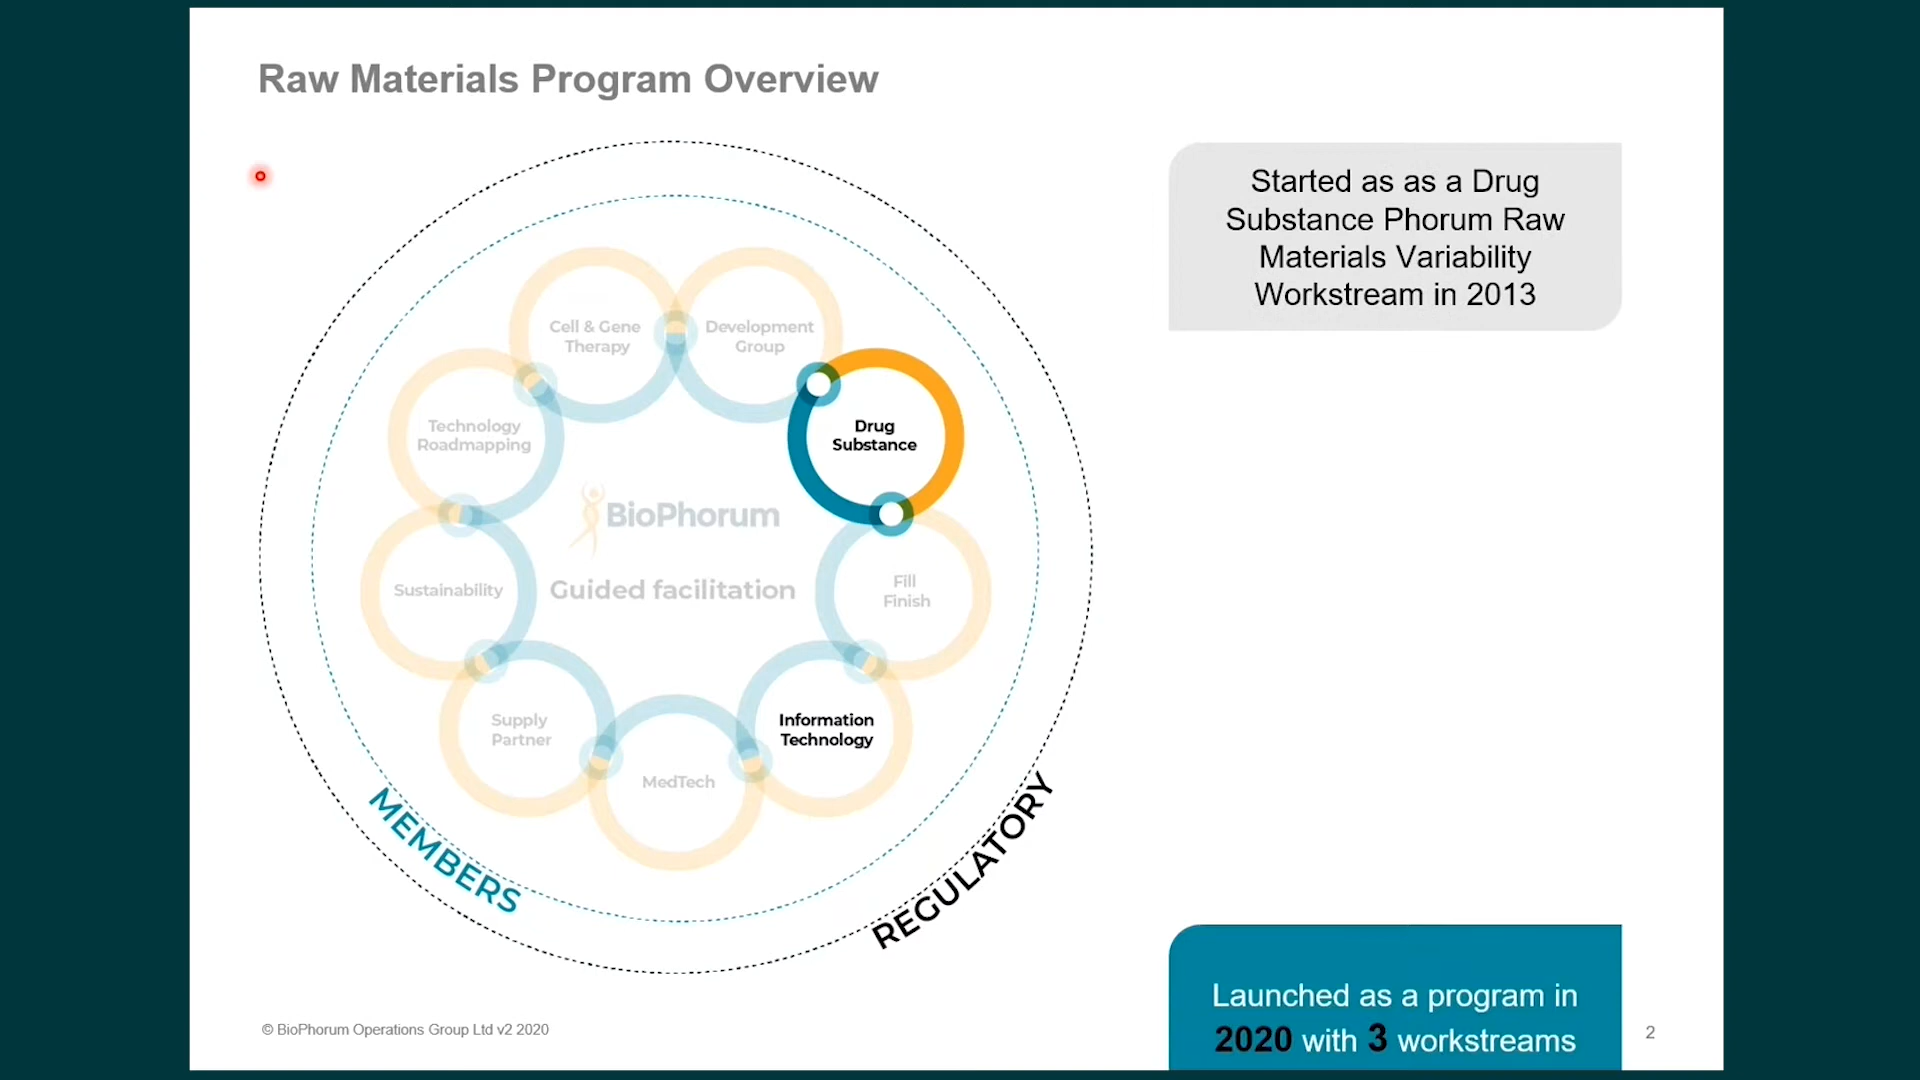 Raw Materials Program Overview
Started as as a Drug
Substance Phorum Raw
Materials Variability
Workstream in 2013
Cell & Gene
Therapy
Development
Group
Technology
Roadmapping
Drug
Substance
BioPhorum
Guided facilitation
Sustainability
Fill
Finish
Supply
Partner
Information
Technology
MedTech
MEMBERS
REGULATORY
Launched as a program in
2020 with 3 workstreams
© BioPhorum Operations Group Ltd v2 2020
2